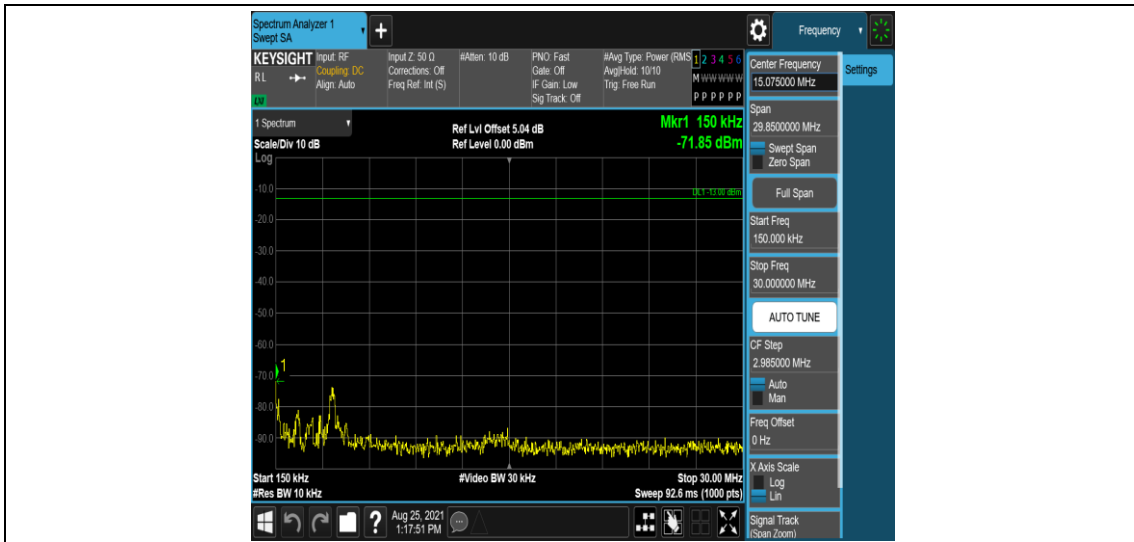 Spectrum Analyzer 1
Swept SA
+
Frequency
KEYSIGHT
RL
LXI
Input: RF
Coupling: DC
Align: Auto
Input Z: 50 Ω
Corrections: Off
Freq Ref: Int (S)
#Atten: 10 dB
PNO: Fast
Gate: Off
IF Gain: Low
Sig Track: Off
#Avg Type: Power (RMS
Avg|Hold: 10/10
Trig: Free Run
1 2 3 4 5 6
M W W W W W
P P P P P P
1 Spectrum
Scale/Div 10 dB
Log
Ref Lvl Offset 5.04 dB
Ref Level 0.00 dBm
Mkr1 150 kHz
-71.85 dBm
DL1 -13.00 dBm
-10.0
-20.0
-30.0
-40.0
-50.0
-60.0
-70.0
-80.0
-90.0
1
Start 150 kHz
#Video BW 30 kHz
Stop 30.00 MHz
#Res BW 10 kHz
Sweep 92.6 ms (1000 pts)
?
Aug 25, 2021
1:17:51 PM
Center Frequency
15.075000 MHz
Settings
Span
29.8500000 MHz
Swept Span
Zero Span
Full Span
Start Freq
150.000 kHz
Stop Freq
30.000000 MHz
AUTO TUNE
CF Step
2.985000 MHz
Auto
Man
Freq Offset
0 Hz
X Axis Scale
Log
Lin
Signal Track
(Span Zoom)